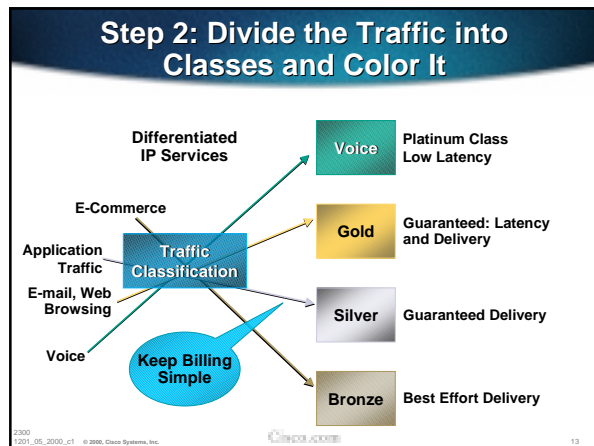 Step 2: Divide the Traffic into
Classes and Color It
Differentiated
IP Services
Voice
Platinum Class
Low Latency
E-Commerce
Gold
Guaranteed: Latency
and Delivery
Application
Traffic
Traffic
Classification
E-mail, Web
Browsing
Silver
Guaranteed Delivery
Voice
Keep Billing
Simple
Bronze
Best Effort Delivery
2300
1201_05_2000_c1 © 2000, Cisco Systems, Inc.
Cisco.com
13